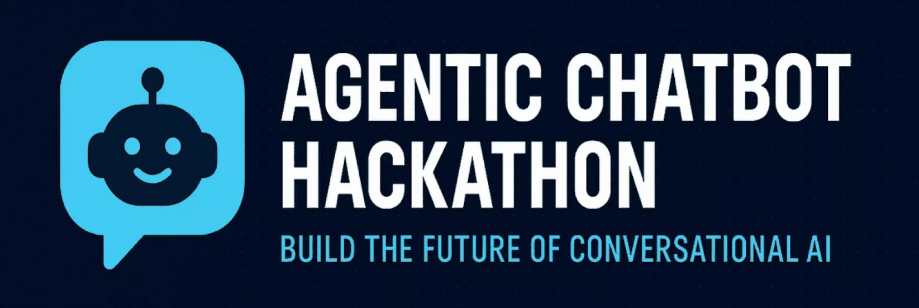 AGENTIC CHATBOT
HACKATHON
BUILD THE FUTURE OF CONVERSATIONAL AI